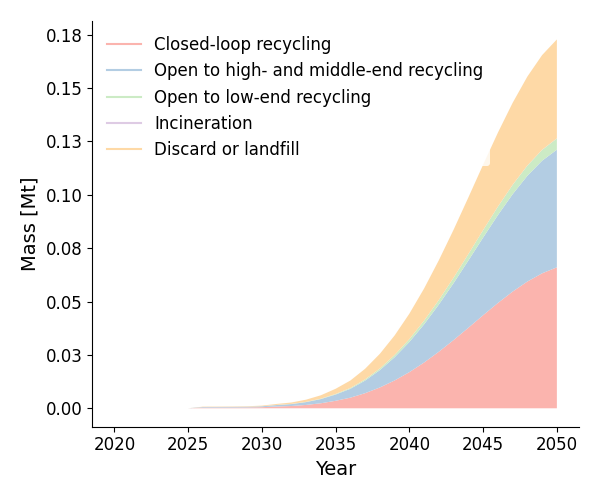 0.18
0.15
0.13
0.10
0.08
0.05
0.03
0.00
Mass [Mt]
Closed-loop recycling
Open to high- and middle-end recycling
Open to low-end recycling
Incineration
Discard or landfill
2020 2025 2030 2035 2040 2045 2050
Year